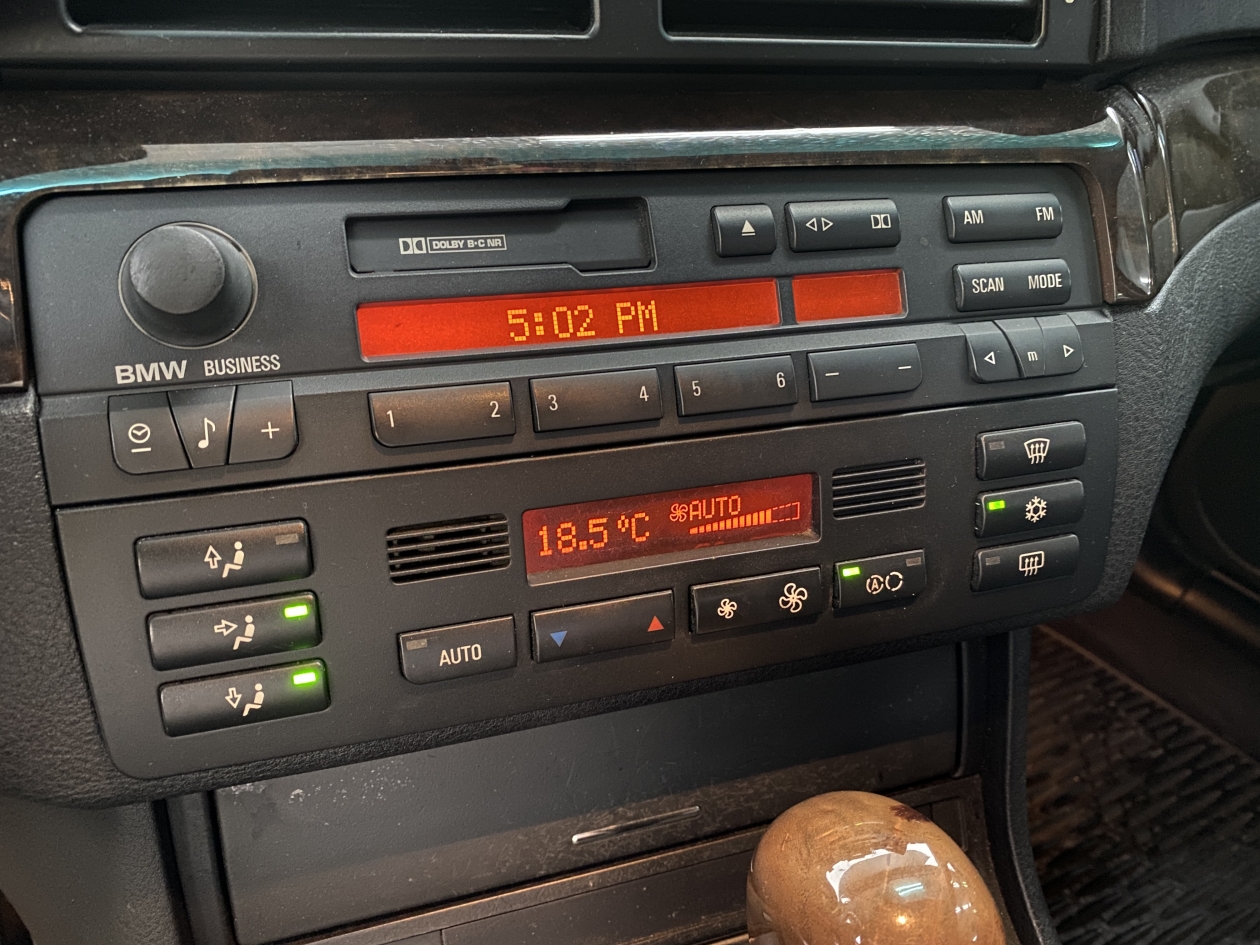 DOLBY B·C NR
AM FM
SCAN MODE
5:02 PM
BMW BUSINESS
1 2 3 4 5 6 – –
m
+
18.5°C AUTO
AUTO
A